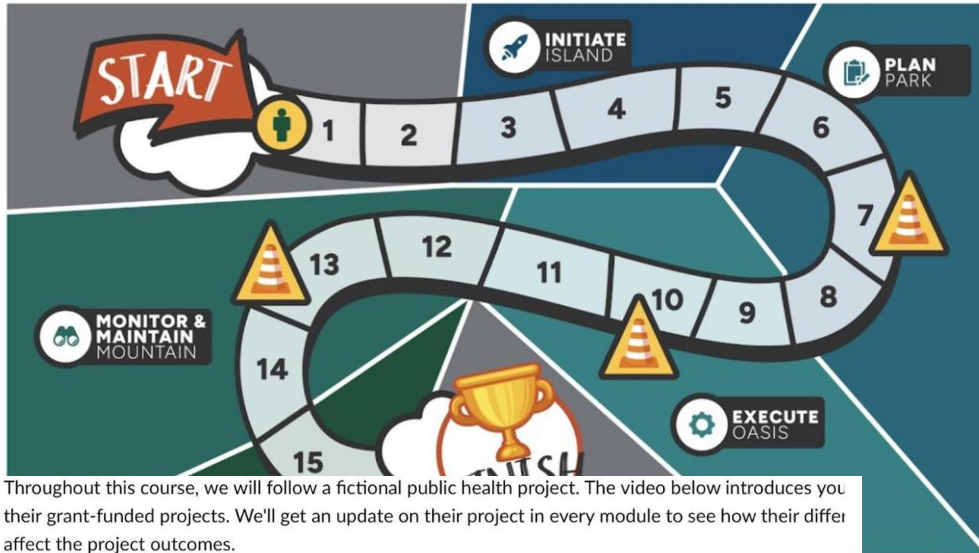 START
INITIATE
ISLAND
PLAN
PARK
1
2
3
4
5
6
7
8
9
10
11
12
13
14
15
MONITOR &
MAINTAIN
MOUNTAIN
EXECUTE
OASIS
Throughout this course, we will follow a fictional public health project. The video below introduces you
their grant-funded projects. We'll get an update on their project in every module to see how their differ
affect the project outcomes.